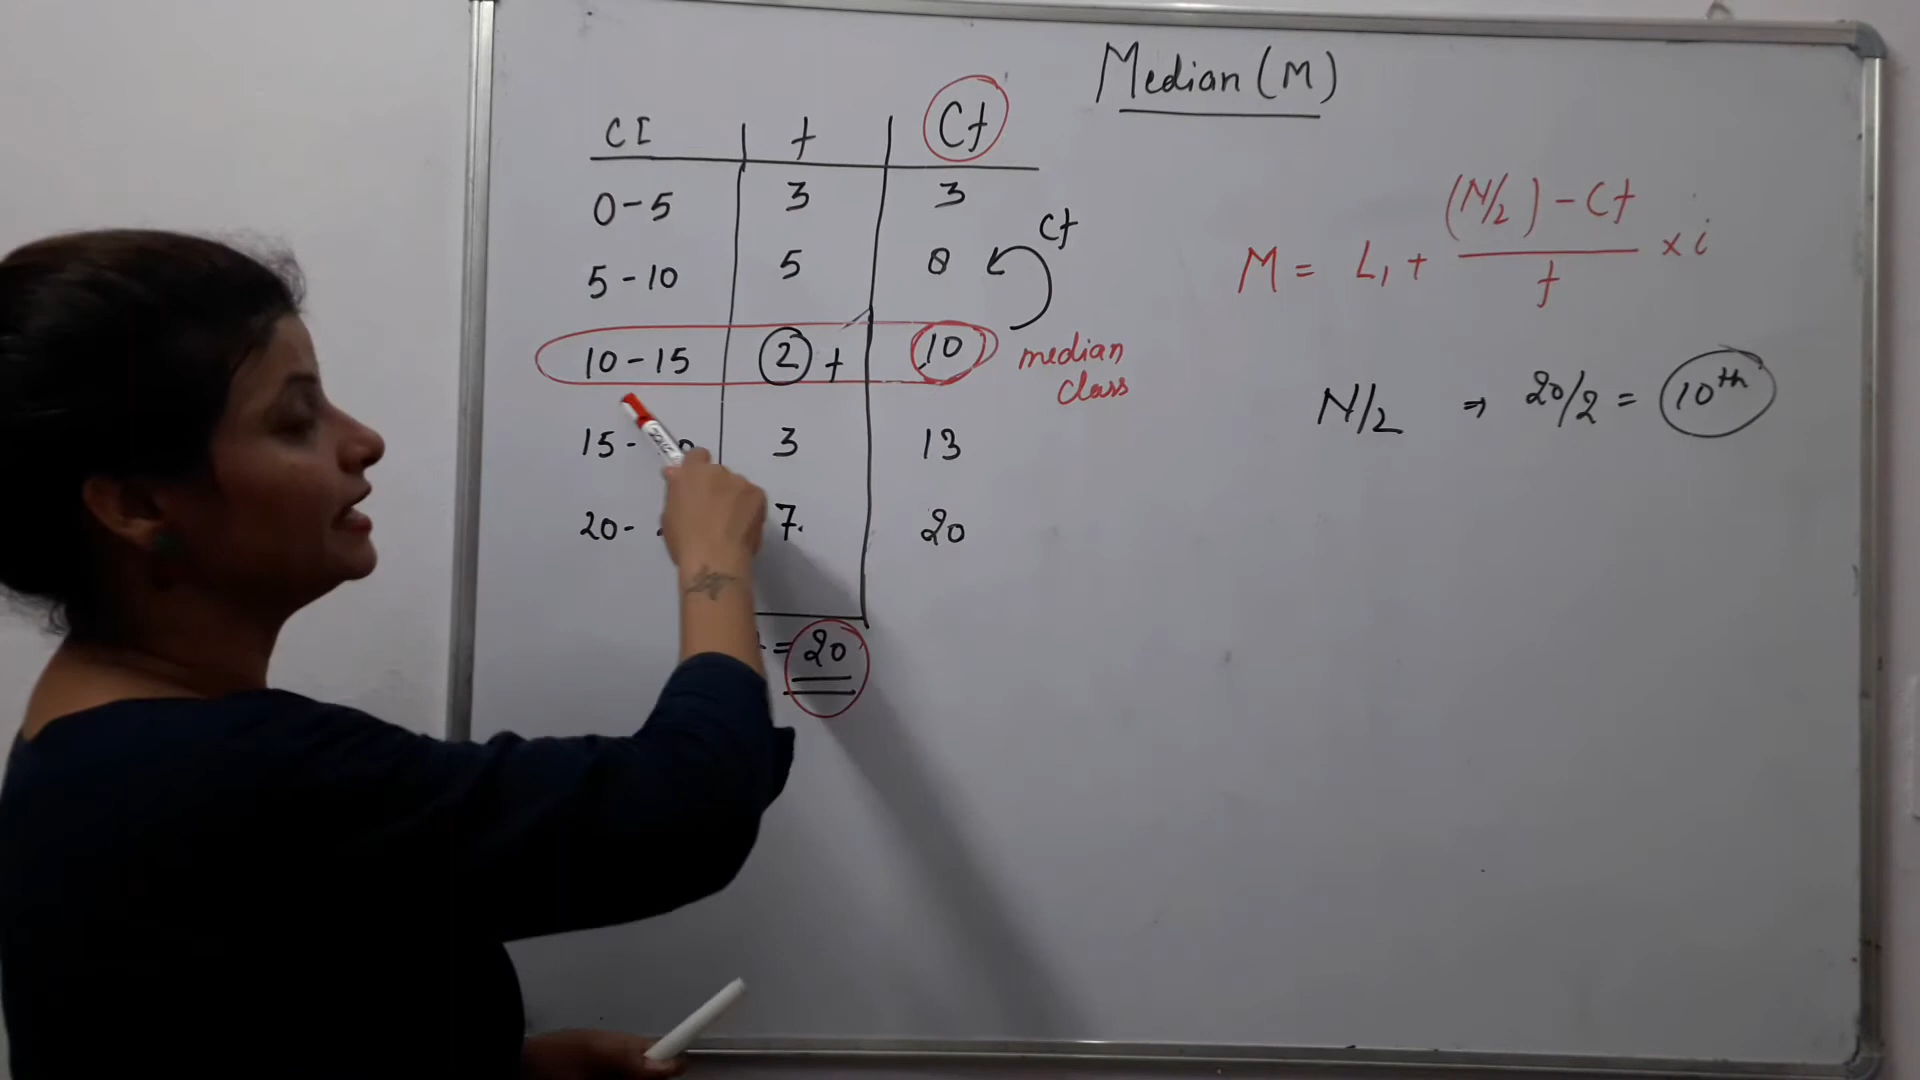 Median (M)
CI f Cf
0-5 3 3
5-10 5 8
Cf
10-15 2 f 10
median
class
15- 3 13
20- 7 20
= 20
M = L1 + (N/2) - Cf / f × i
N/2 ⇒ 20/2 = 10th